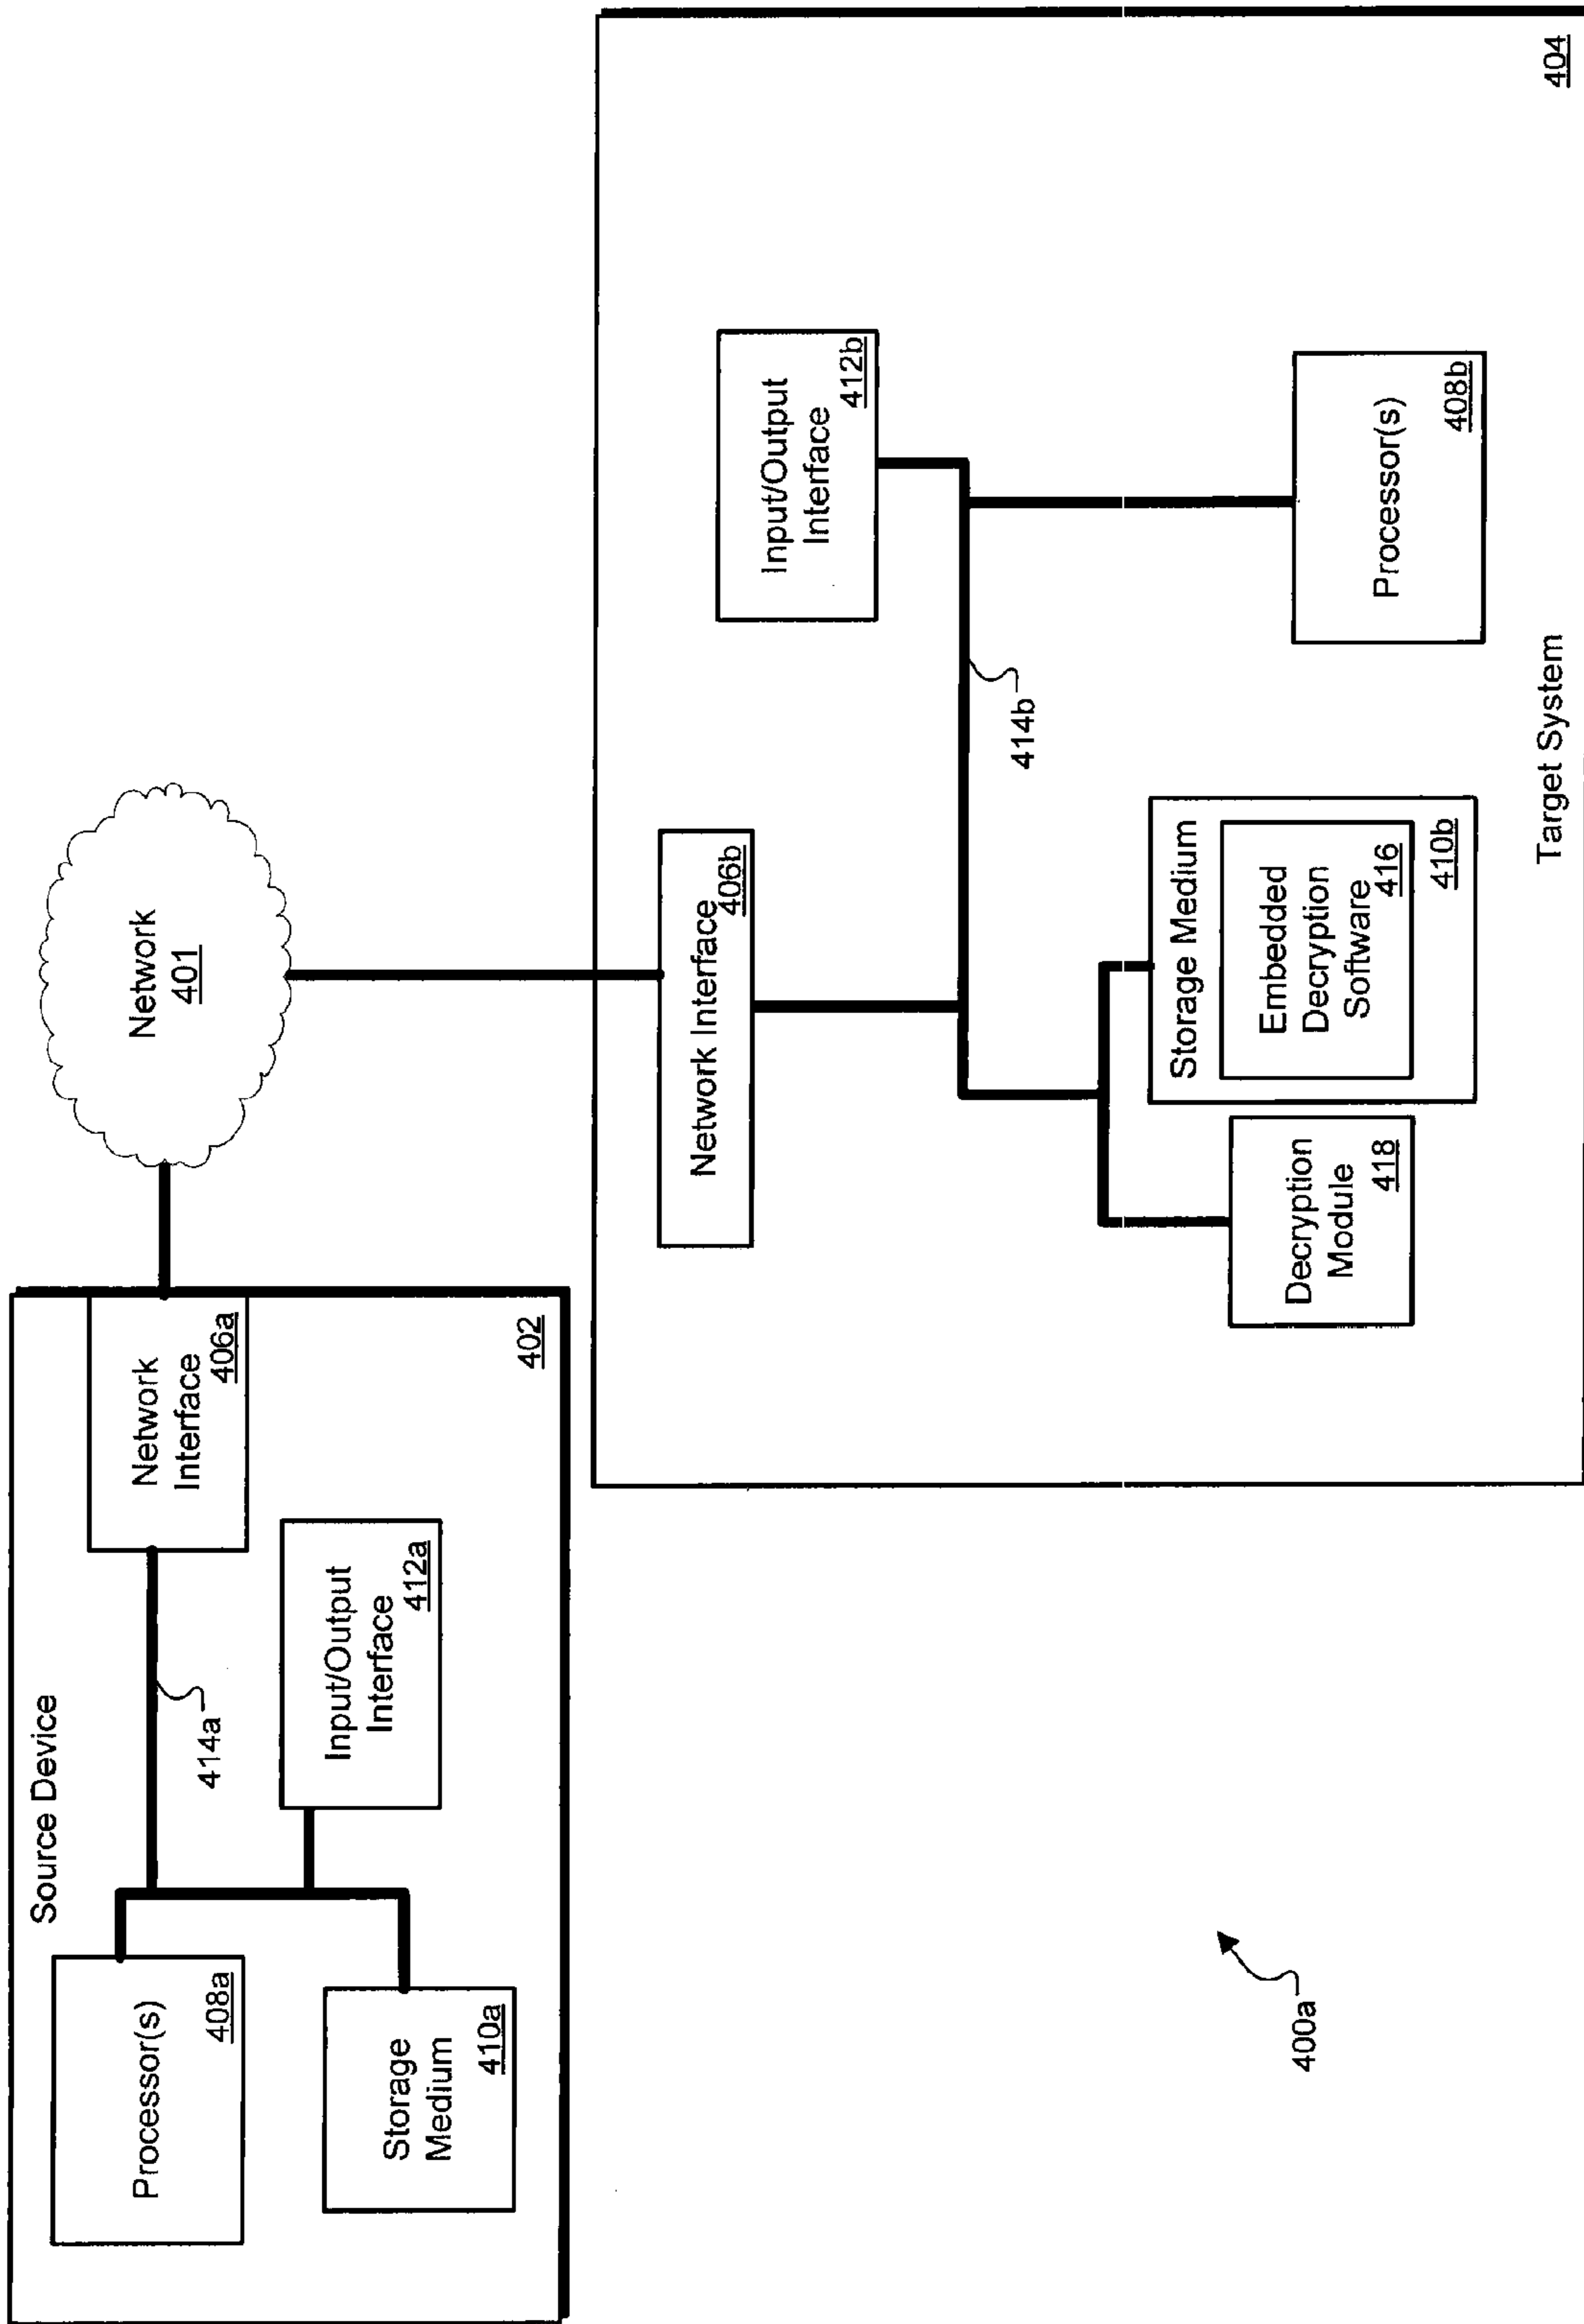 Source Device
Processor(s)
408a
Storage
Medium
410a
414a
Input/Output
Interface
412a
Network
Interface
406a
402
Network
401
400a
Network Interface
406b
Input/Output
Interface
412b
414b
Decryption
Module
418
Storage Medium
Embedded
Decryption
Software
416
410b
Processor(s)
408b
Target System
404